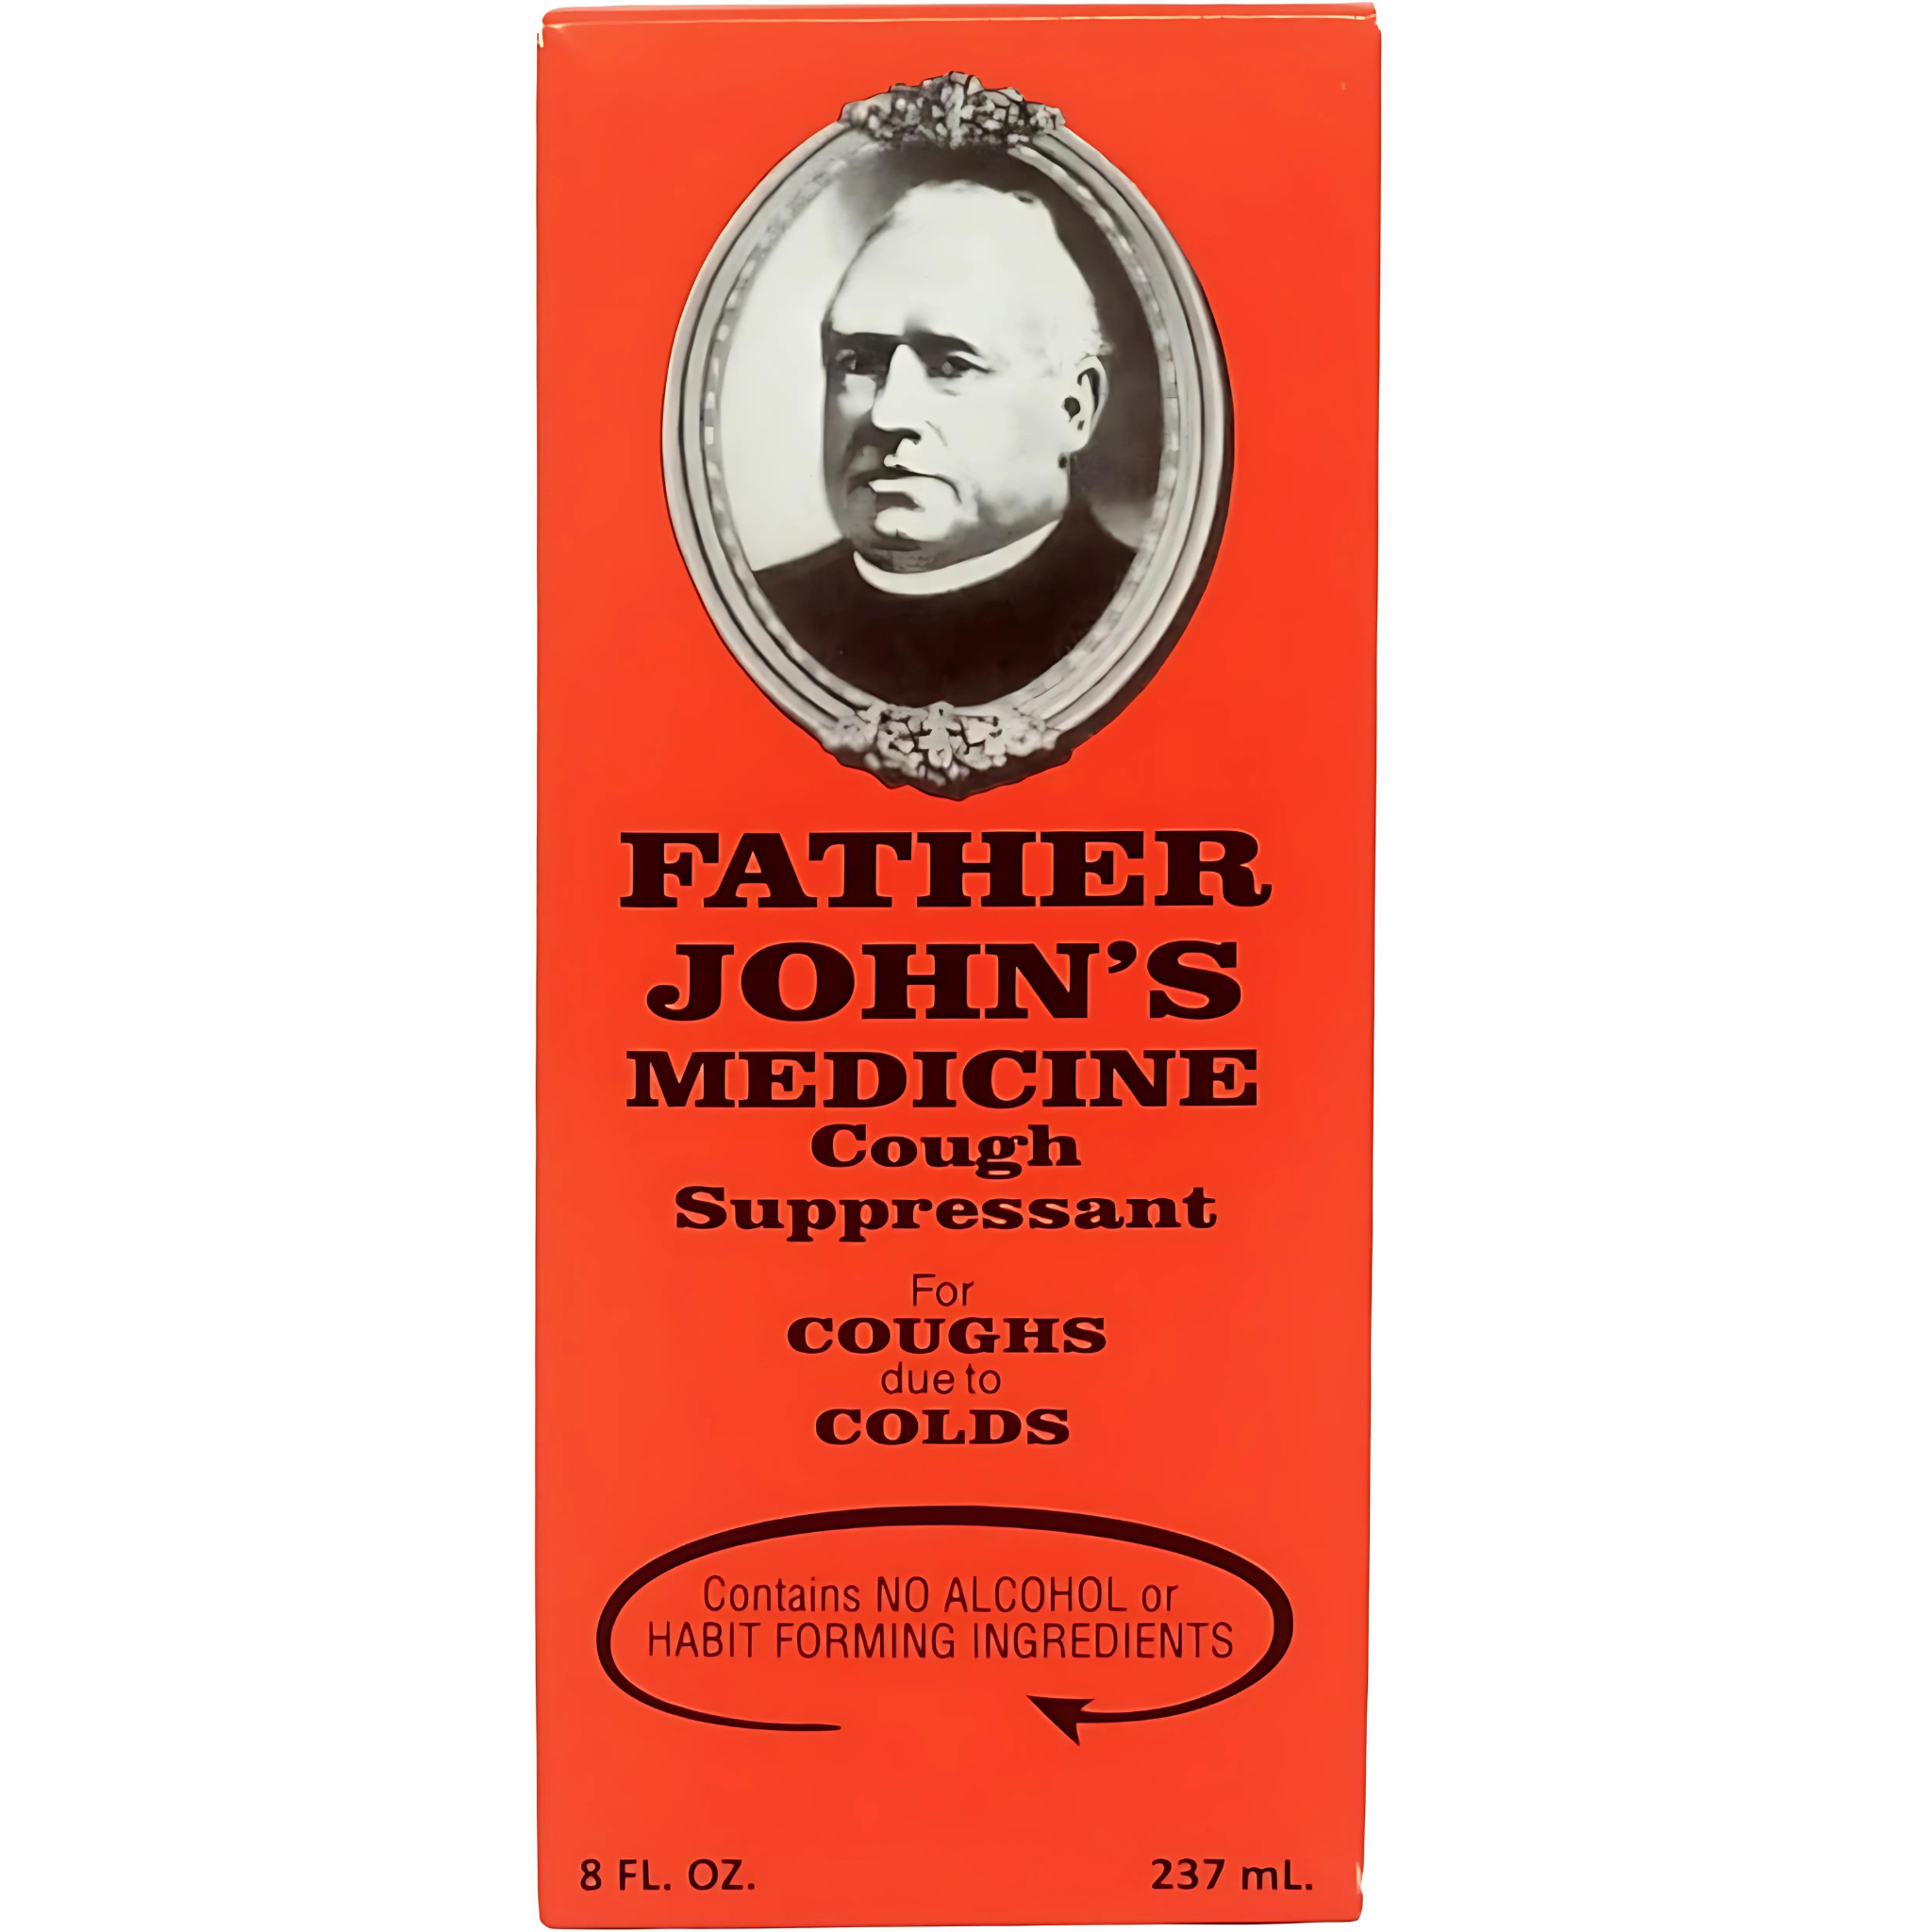 FATHER
JOHN'S
MEDICINE
Cough
Suppressant
For
COUGHS
due to
COLDS
Contains NO ALCOHOL or
HABIT FORMING INGREDIENTS
8 FL. OZ. 237 mL.